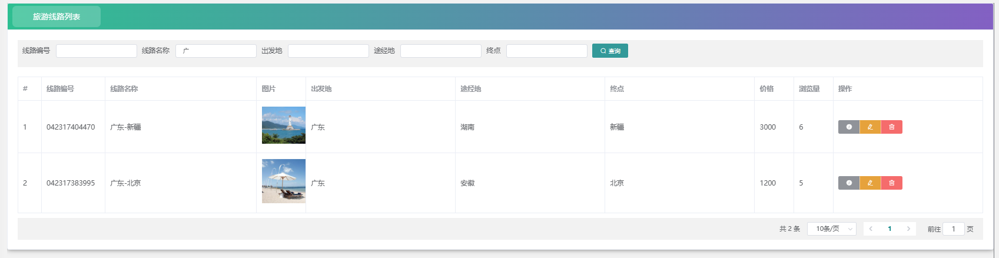 旅游线路列表
线路编号 线路名称 广 出发地 途经地 终点 查询
# 线路编号 线路名称 图片 出发地 途经地 终点 价格 浏览量 操作
1 042317404470 广东-新疆 广东 湖南 新疆 3000 6
2 042317383995 广东-北京 广东 安徽 北京 1200 5
共 2 条 10条/页 1 前往 1 页